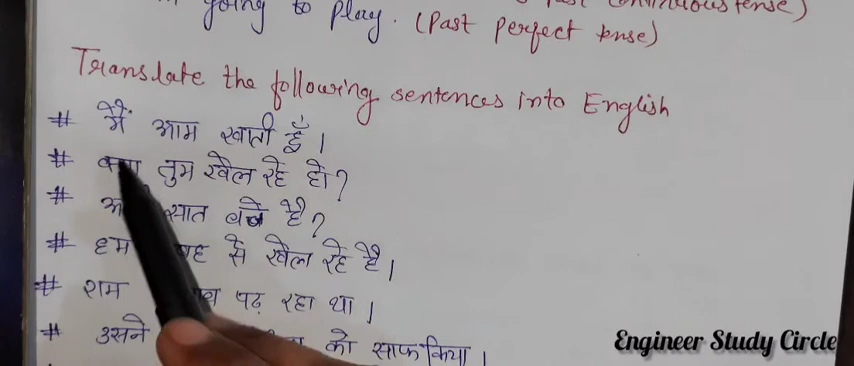 going to play. (Past perfect tense)
Translate the following sentences into English
# मैं आम खाती हूँ।
# क्या तुम खेल रहे हो?
# सात बजे है?
# हम से खेल रहे है।
# राम पढ़ रहा था।
# उसने को साफ किया।
Engineer Study Circle